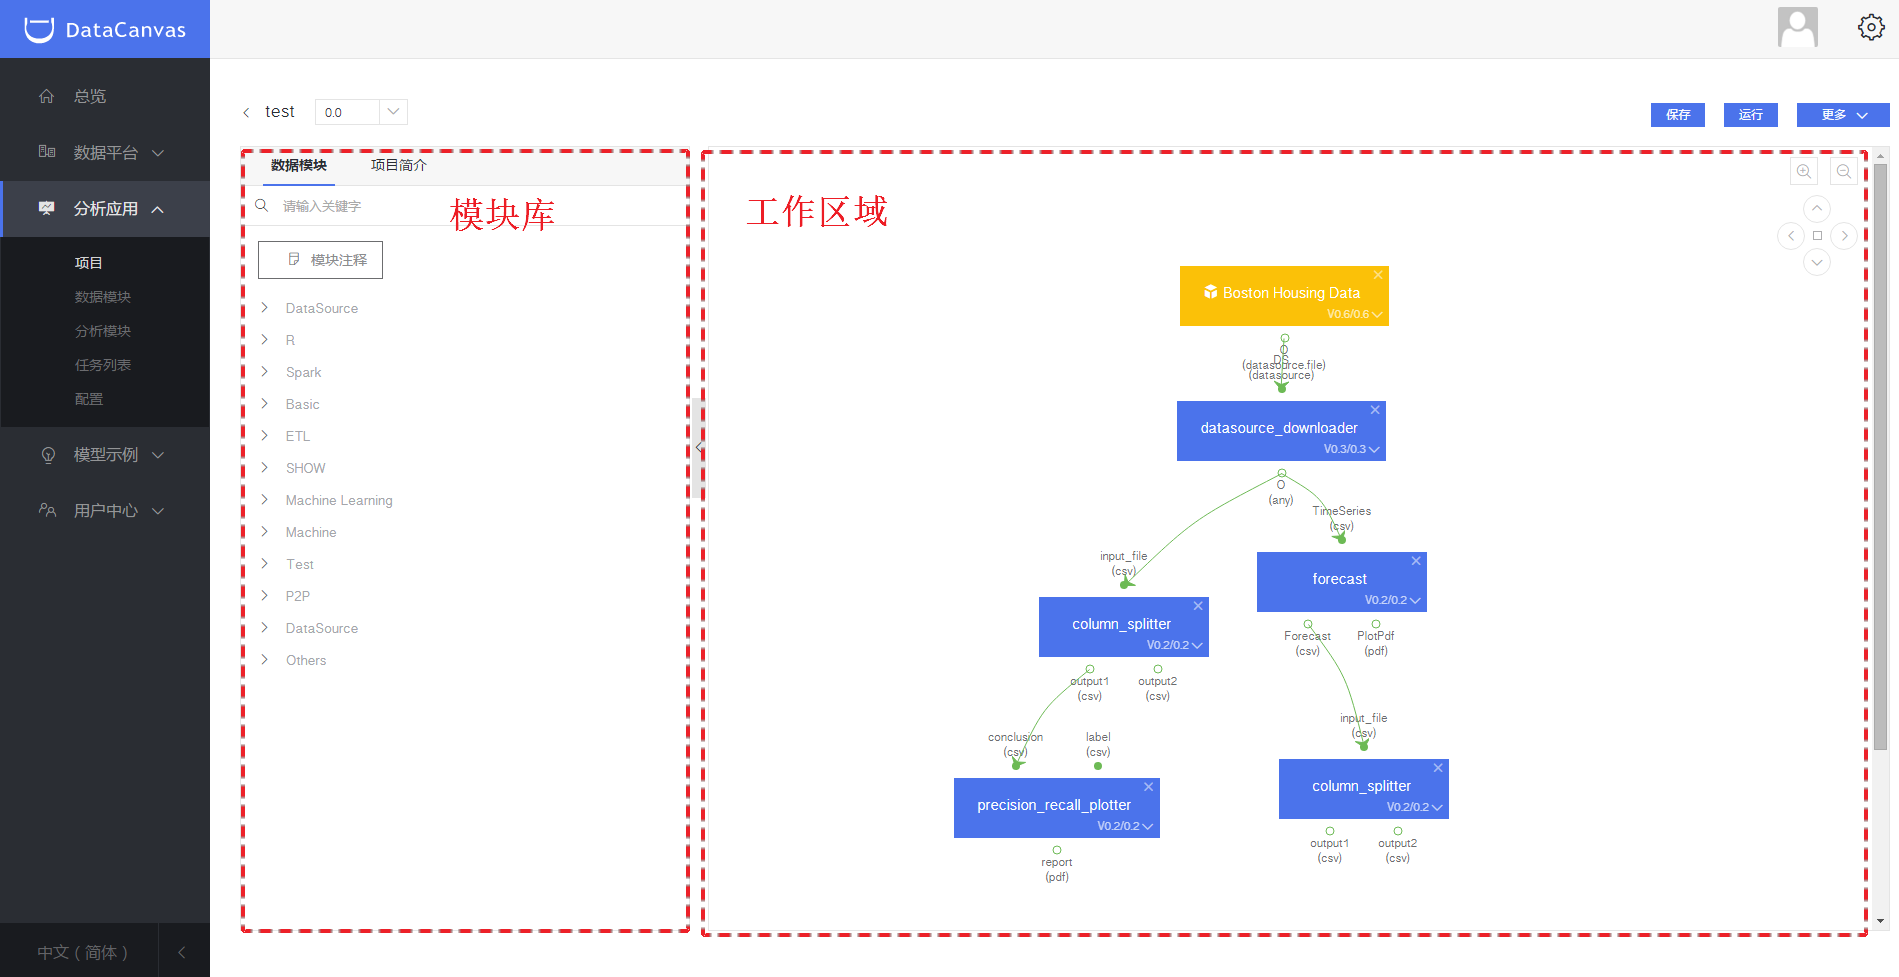 DataCanvas
总览
数据平台
分析应用
项目
数据模块
分析模块
任务列表
配置
模型示例
用户中心
中文（简体）
test
0.0
保存
运行
更多
数据模块
项目简介
请输入关键字
模块库
模块注释
DataSource
R
Spark
Basic
ETL
SHOW
Machine Learning
Machine
Test
P2P
DataSource
Others
工作区域
Boston Housing Data
V0.6/0.6
O
DS
(datasource.file)
(datasource)
datasource_downloader
V0.3/0.3
O
(any)
TimeSeries
(csv)
input_file
(csv)
forecast
V0.2/0.2
column_splitter
V0.2/0.2
Forecast
(csv)
PlotPdf
(pdf)
output1
(csv)
output2
(csv)
input_file
(csv)
conclusion
(csv)
label
(csv)
column_splitter
V0.2/0.2
precision_recall_plotter
V0.2/0.2
output1
(csv)
output2
(csv)
report
(pdf)